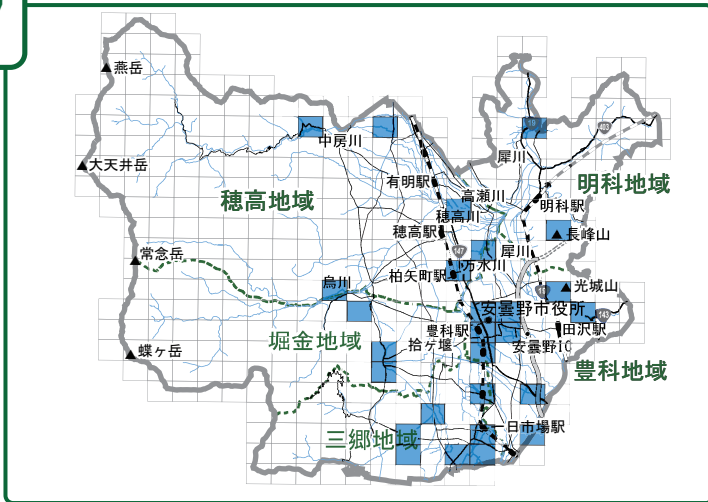 燕岳
中房川
犀川
403
大天井岳
有明駅
明科地域
穂高地域
高瀬川
明科駅
穂高川
穂高駅
長峰山
常念岳
147
犀川
万水川
柏矢町駅
烏川
光城山
安曇野市役所
143
豊科駅
田沢駅
堀金地域
拾ケ堰
安曇野IC
蝶ヶ岳
豊科地域
一日市場駅
三郷地域